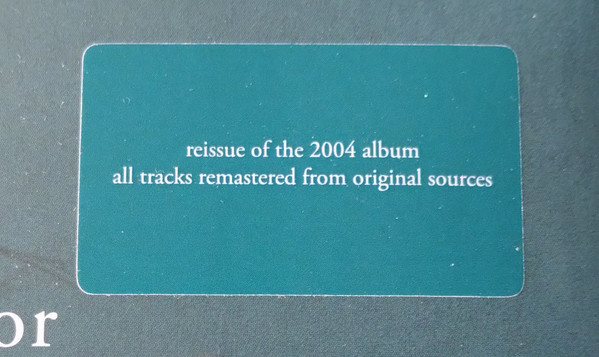 reissue of the 2004 album
all tracks remastered from original sources
or